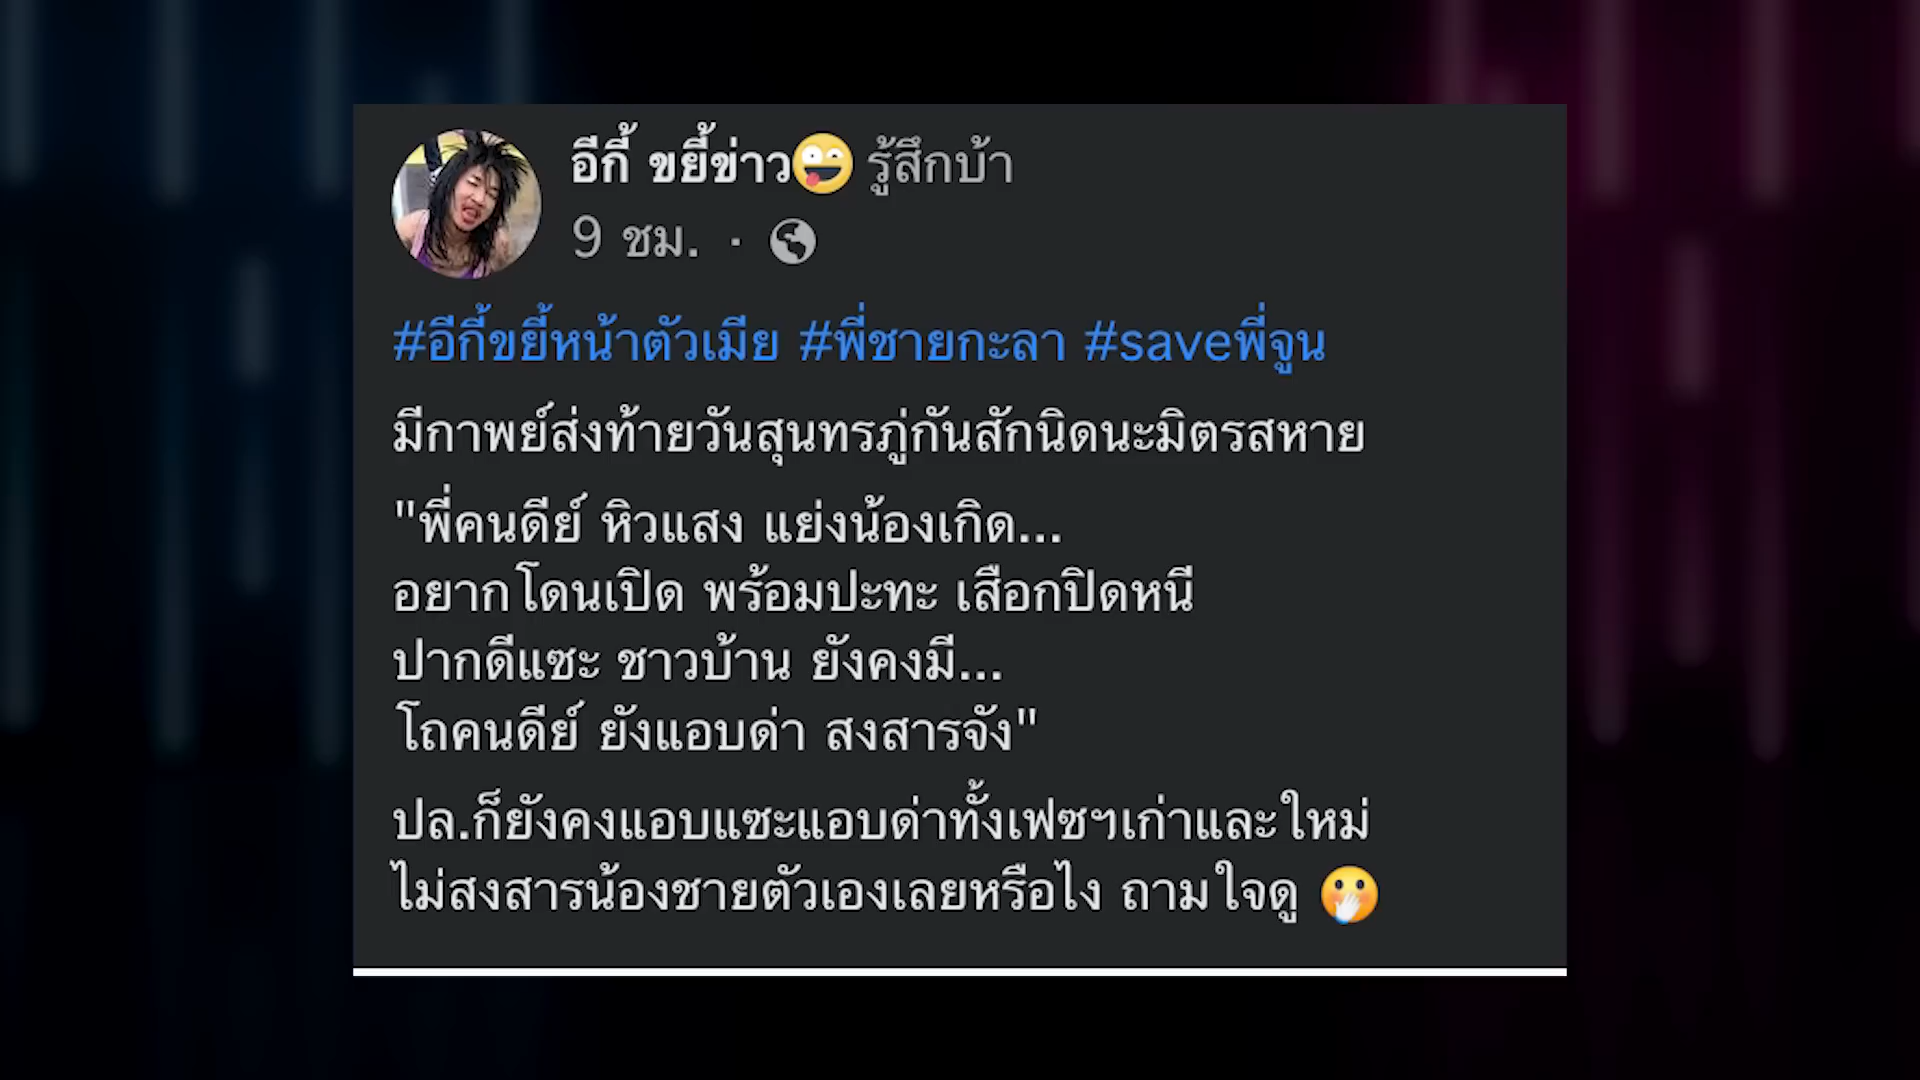 อีกี้ ขยี้ข่าว🤪 รู้สึกบ้า
9 ชม. ·
#อีกี้ขยี้หน้าตัวเมีย #พี่ชายกะลา #saveพี่จูน
มีกาพย์ส่งท้ายวันสุนทรภู่กันสักนิดนะมิตรสหาย
"พี่คนดีย์ หิวแสง แย่งน้องเกิด...
อยากโดนเปิด พร้อมปะทะ เสือกปิดหนี
ปากดีแซะ ชาวบ้าน ยังคงมี...
โถคนดีย์ ยังแอบด่า สงสารจัง"
ปล.ก็ยังคงแอบแซะแอบด่าทั้งเฟซฯเก่าและใหม่
ไม่สงสารน้องชายตัวเองเลยหรือไง ถามใจดู 🫢